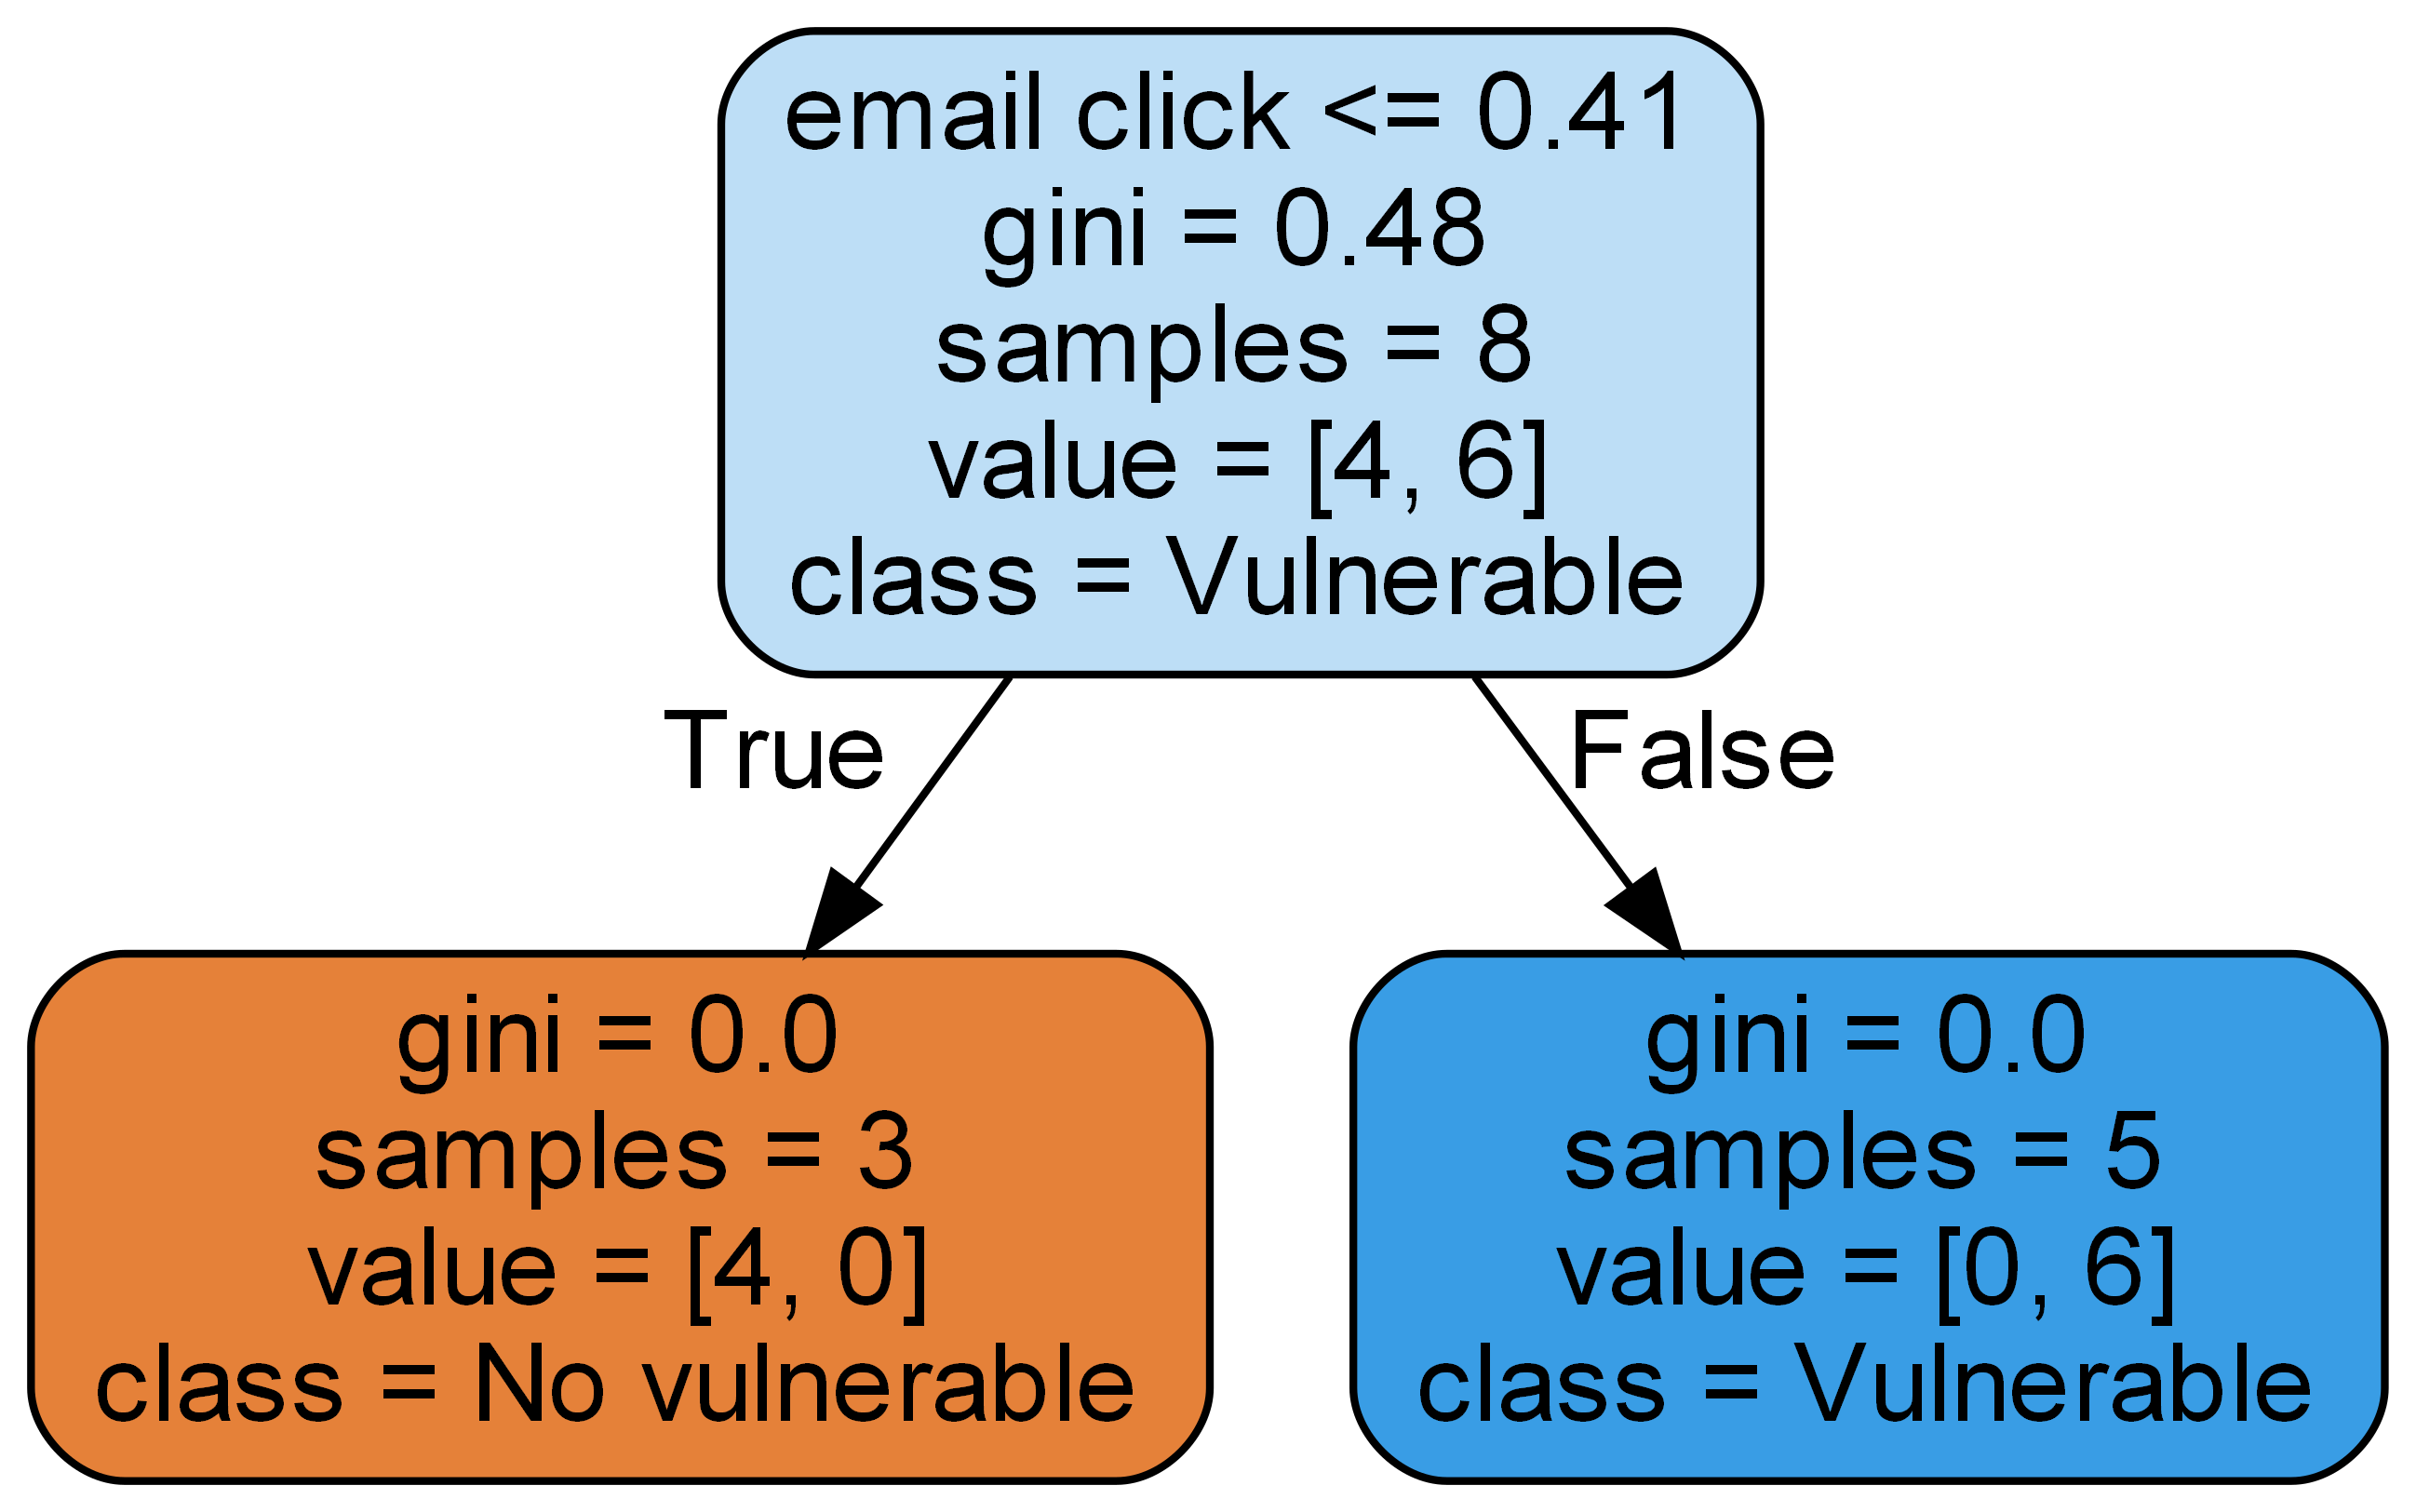 email click <= 0.41
gini = 0.48
samples = 8
value = [4, 6]
class = Vulnerable
True
False
gini = 0.0
samples = 3
value = [4, 0]
class = No vulnerable
gini = 0.0
samples = 5
value = [0, 6]
class = Vulnerable